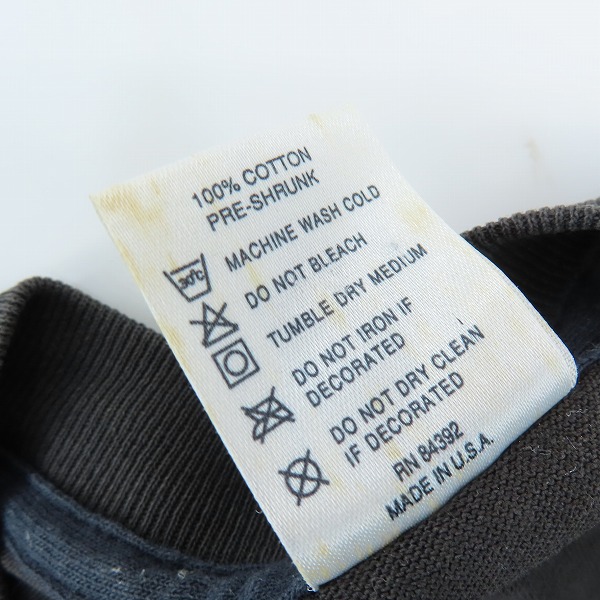 100% COTTON
PRE-SHRUNK
30°C MACHINE WASH COLD
DO NOT BLEACH
TUMBLE DRY MEDIUM
DO NOT IRON IF
DECORATED
DO NOT DRY CLEAN
IF DECORATED
RN 84392
MADE IN U.S.A.